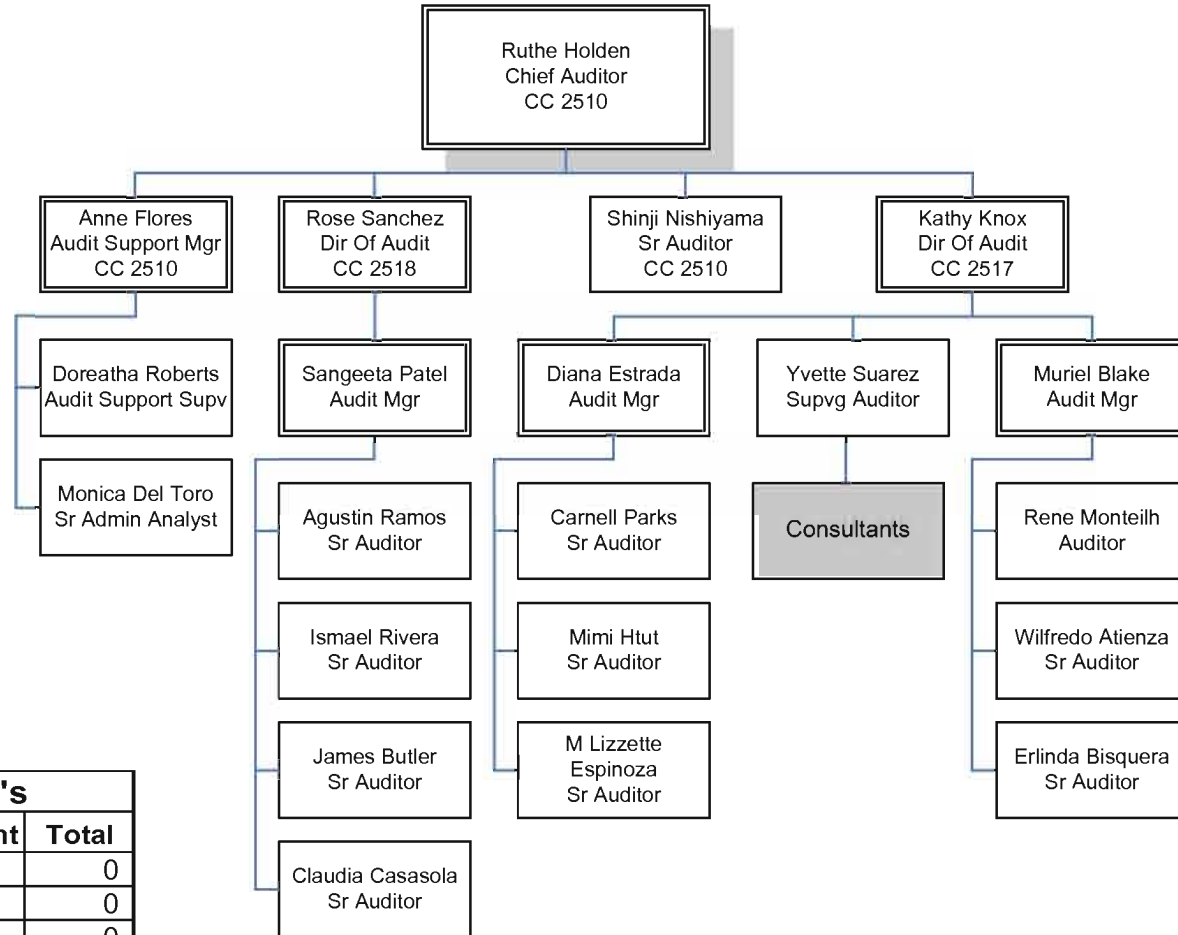 Ruthe Holden
Chief Auditor
CC 2510
Anne Flores
Audit Support Mgr
CC 2510
Rose Sanchez
Dir Of Audit
CC 2518
Shinji Nishiyama
Sr Auditor
CC 2510
Kathy Knox
Dir Of Audit
CC 2517
Doreatha Roberts
Audit Support Supv
Monica Del Toro
Sr Admin Analyst
Sangeeta Patel
Audit Mgr
Agustin Ramos
Sr Auditor
Ismael Rivera
Sr Auditor
James Butler
Sr Auditor
Claudia Casasola
Sr Auditor
Diana Estrada
Audit Mgr
Carnell Parks
Sr Auditor
Mimi Htut
Sr Auditor
M Lizzette
Espinoza
Sr Auditor
Yvette Suarez
Supvg Auditor
Consultants
Muriel Blake
Audit Mgr
Rene Monteilh
Auditor
Wilfredo Atienza
Sr Auditor
Erlinda Bisquera
Sr Auditor
's
nt Total
0
0
0